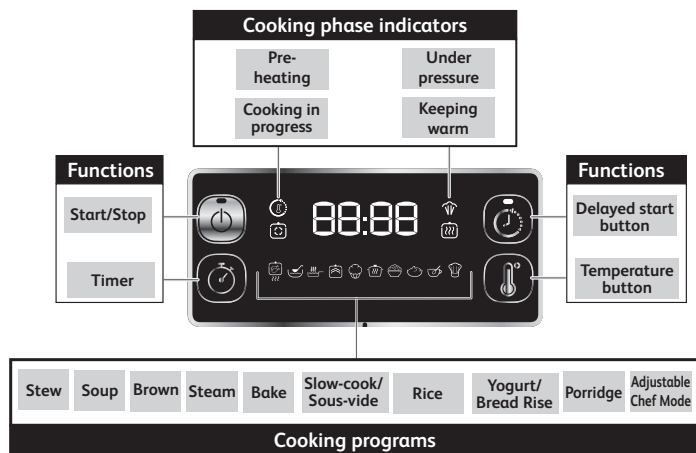 Cooking phase indicators
Pre-
heating
Under
pressure
Cooking in
progress
Keeping
warm
Functions
Start/Stop
Timer
88:88
Functions
Delayed start
button
Temperature
button
Stew
Soup
Brown
Steam
Bake
Slow-cook/
Sous-vide
Rice
Yogurt/
Bread Rise
Porridge
Adjustable
Chef Mode
Cooking programs